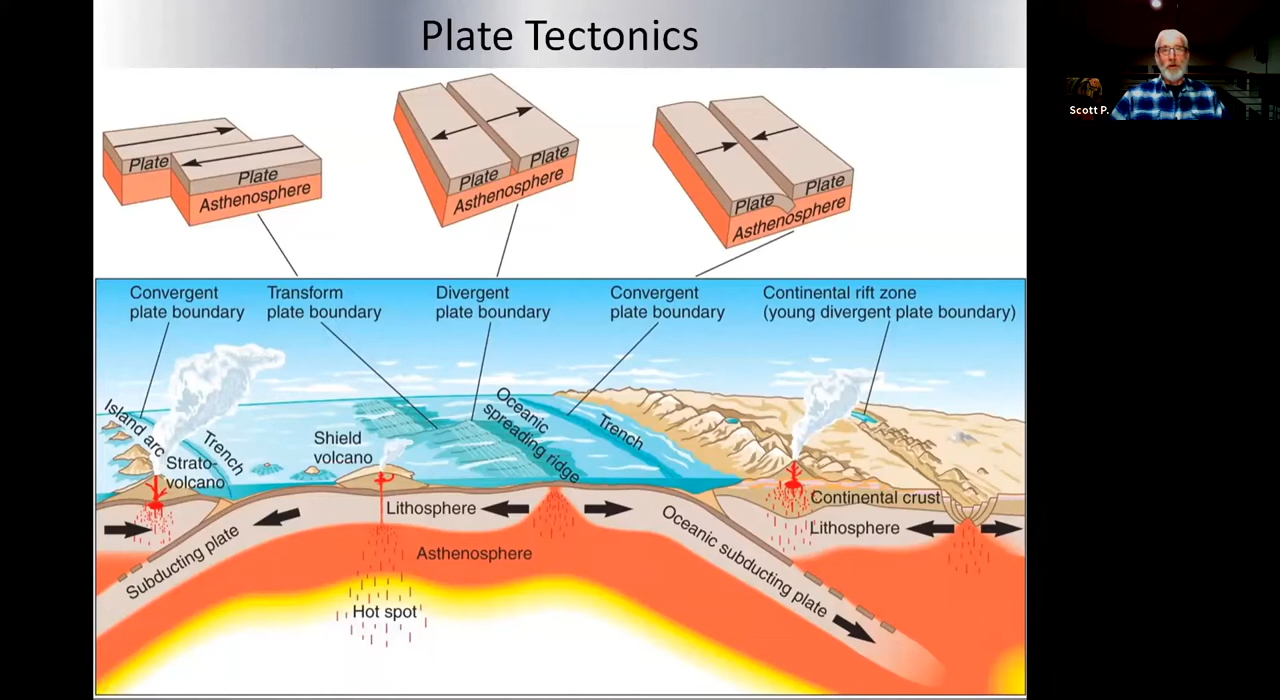 Plate Tectonics
Scott P.
Plate
Plate
Asthenosphere
Plate
Plate
Asthenosphere
Plate
Plate
Asthenosphere
Convergent
plate boundary
Transform
plate boundary
Divergent
plate boundary
Convergent
plate boundary
Continental rift zone
(young divergent plate boundary)
Island arc
Trench
Strato-
volcano
Shield
volcano
Oceanic
spreading ridge
Trench
Continental crust
Lithosphere
Lithosphere
Asthenosphere
Subducting plate
Oceanic subducting plate
Hot spot